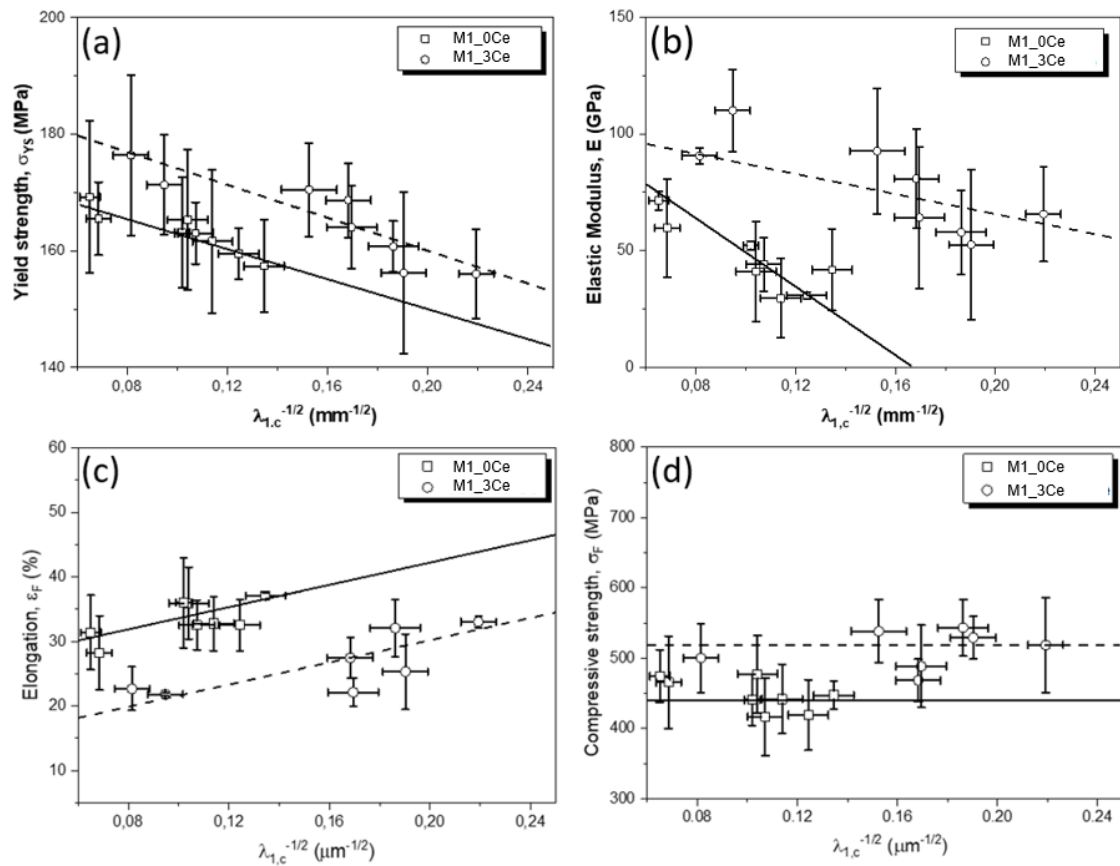 (a)
M1_0Ce
M1_3Ce
Yield strength, σYS (MPa)
200
180
160
140
0,08 0,12 0,16 0,20 0,24
λ1.c-1/2 (mm-1/2)
(b)
M1_0Ce
M1_3Ce
Elastic Modulus, E (GPa)
150
100
50
0
0,08 0,12 0,16 0,20 0,24
λ1,c-1/2 (mm-1/2)
(c)
M1_0Ce
M1_3Ce
Elongation, εF (%)
60
50
40
30
20
10
0,08 0,12 0,16 0,20 0,24
λ1,c-1/2 (μm-1/2)
(d)
M1_0Ce
M1_3Ce
Compressive strength, σF (MPa)
800
700
600
500
400
300
0.08 0.12 0.16 0.20 0.24
λ1,c-1/2 (μm-1/2)